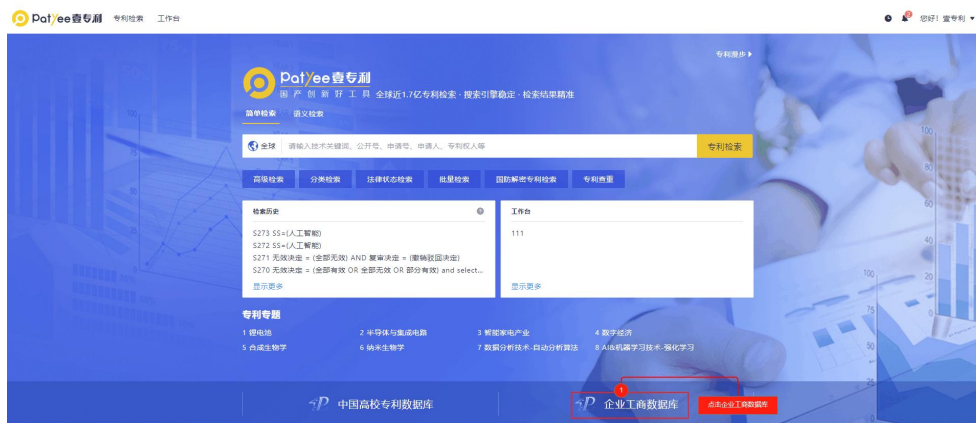 Patyee壹专利 专利检索 工作台 2 您好！壹专利
专利漫步
Patyee壹专利
国产创新好工具 全球近1.7亿专利检索·搜索引擎稳定·检索结果精准
简单检索 语义检索
全球 请输入技术关键词、公开号、申请号、申请人、专利权人等 专利检索
高级检索 分类检索 法律状态检索 批量检索 国防解密专利检索 专利查重
检索历史 工作台
S273 SS=(人工智能) 111
S272 SS=(人工智能)
S271 无效决定 = (全部无效) AND 复审决定 = (撤销驳回决定)
S270 无效决定 = (全部有效 OR 全部无效 OR 部分有效) and select...
显示更多 显示更多
专利专题
1 锂电池 2 半导体与集成电路 3 智能家电产业 4 数字经济
5 合成生物学 6 纳米生物学 7 数据分析技术-自动分析算法 8 AI&机器学习技术-强化学习
1
中国高校专利数据库 企业工商数据库 点击企业工商数据库